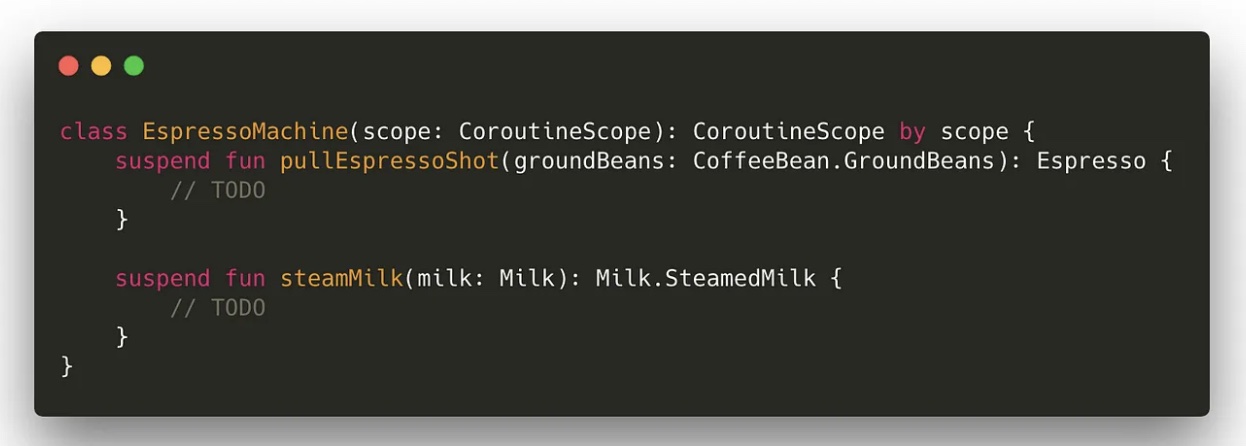 class EspressoMachine(scope: CoroutineScope): CoroutineScope by scope {
    suspend fun pullEspressoShot(groundBeans: CoffeeBean.GroundBeans): Espresso {
        // TODO
    }

    suspend fun steamMilk(milk: Milk): Milk.SteamedMilk {
        // TODO
    }
}